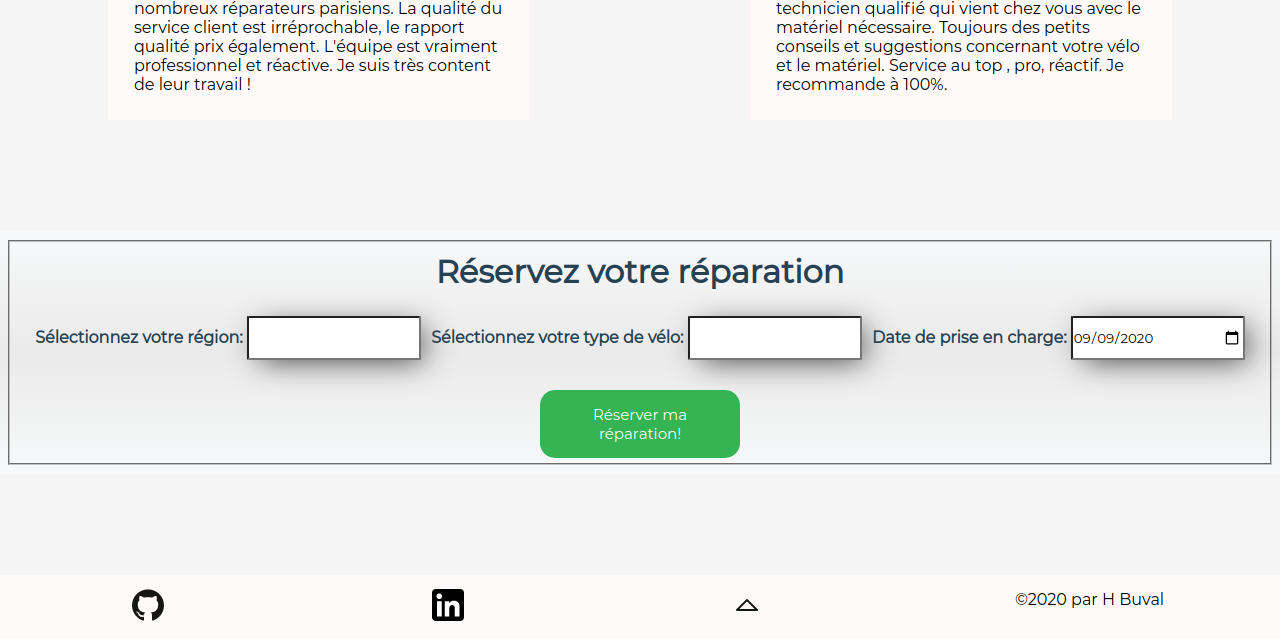 nombreux réparateurs parisiens. La qualité du
service client est irréprochable, le rapport
qualité prix également. L'équipe est vraiment
professionnel et réactive. Je suis très content
de leur travail !
technicien qualifié qui vient chez vous avec le
matériel nécessaire. Toujours des petits
conseils et suggestions concernant votre vélo
et le matériel. Service au top , pro, réactif. Je
recommande à 100%.
Réservez votre réparation
Sélectionnez votre région:
Sélectionnez votre type de vélo:
Date de prise en charge: 09/09/2020
Réserver ma
réparation!
in
©2020 par H Buval